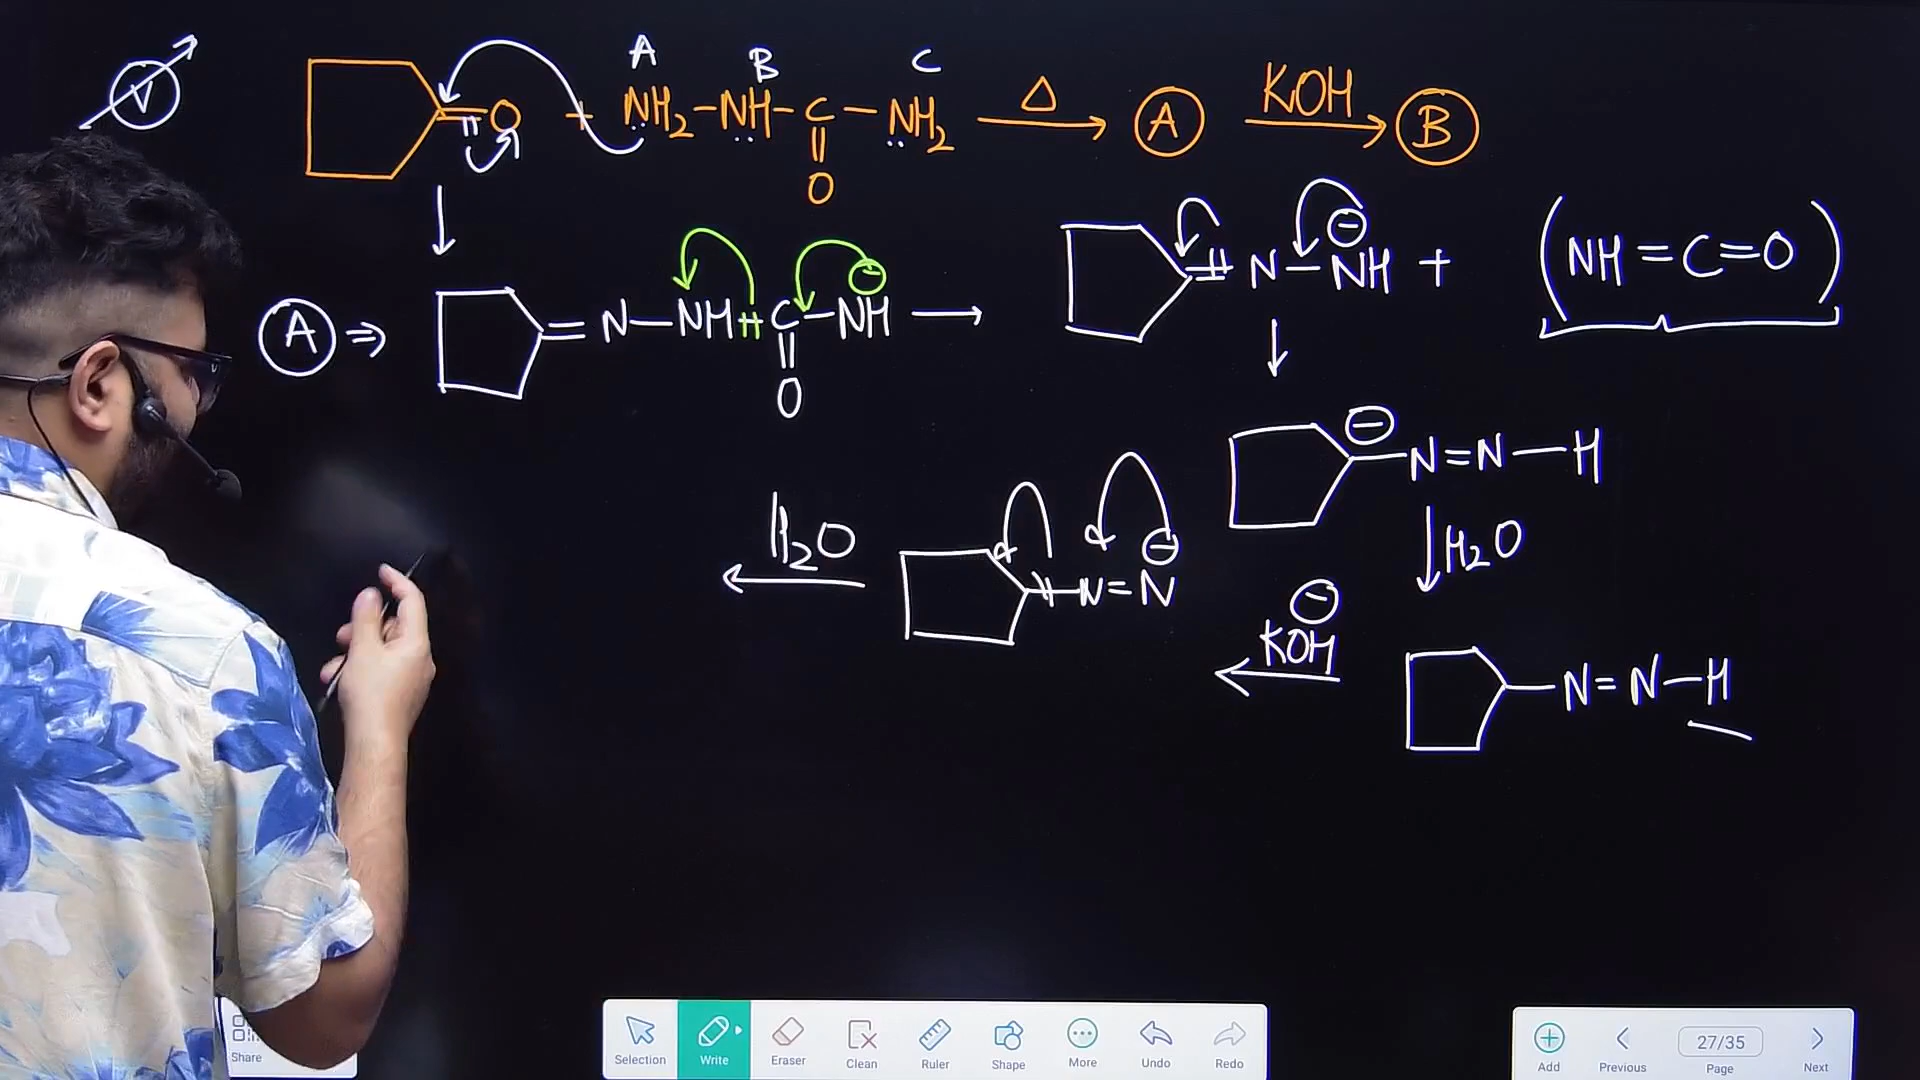 V
A B C
=O + NH2-NH-C-NH2 Δ A KOH B
O
A ⇒ =N-NH-C-NH
O
=N-NH + (NH=C=O)
⊖
N=N-H
H2O
N=N-H
⊖
KOH
⊖
N=N
H2O
Share
Selection
Write
Eraser
Clean
Ruler
Shape
More
Undo
Redo
Add
Previous
27/35
Page
Next